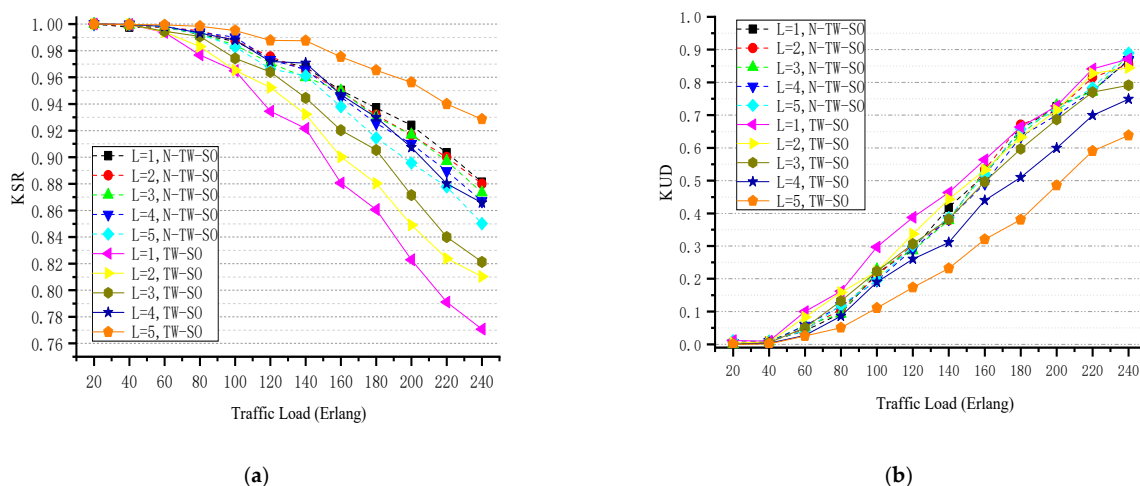 KSR
1.00
0.98
0.96
0.94
0.92
0.90
0.88
0.86
0.84
0.82
0.80
0.78
0.76
L=1, N-TW-SO
L=2, N-TW-SO
L=3, N-TW-SO
L=4, N-TW-SO
L=5, N-TW-SO
L=1, TW-SO
L=2, TW-SO
L=3, TW-SO
L=4, TW-SO
L=5, TW-SO
20 40 60 80 100 120 140 160 180 200 220 240
Traffic Load (Erlang)
(a)
KUD
1.0
0.9
0.8
0.7
0.6
0.5
0.4
0.3
0.2
0.1
0.0
L=1, N-TW-SO
L=2, N-TW-SO
L=3, N-TW-SO
L=4, N-TW-SO
L=5, N-TW-SO
L=1, TW-SO
L=2, TW-SO
L=3, TW-SO
L=4, TW-SO
L=5, TW-SO
20 40 60 80 100 120 140 160 180 200 220 240
Traffic Load (Erlang)
(b)